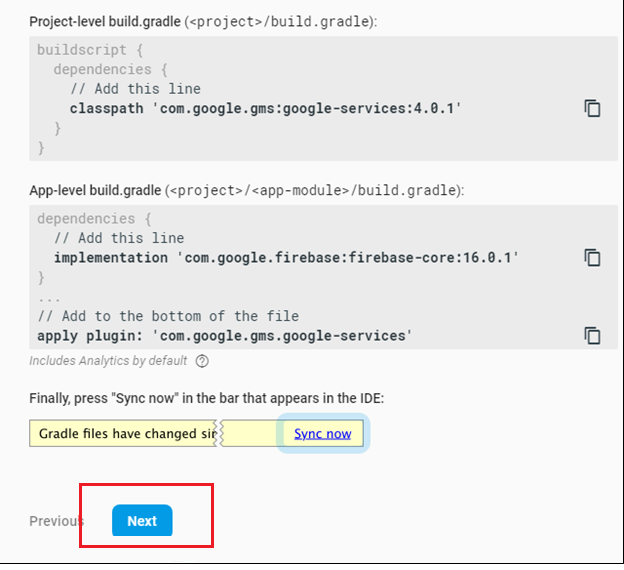 Project-level build.gradle (<project>/build.gradle):
buildscript {
dependencies {
// Add this line
classpath 'com.google.gms:google-services:4.0.1'
}
}
App-level build.gradle (<project>/<app-module>/build.gradle):
dependencies {
// Add this line
implementation 'com.google.firebase:firebase-core:16.0.1'
}
...
// Add to the bottom of the file
apply plugin: 'com.google.gms.google-services'
Includes Analytics by default ?
Finally, press "Sync now" in the bar that appears in the IDE:
Gradle files have changed sin Sync now
Previous Next